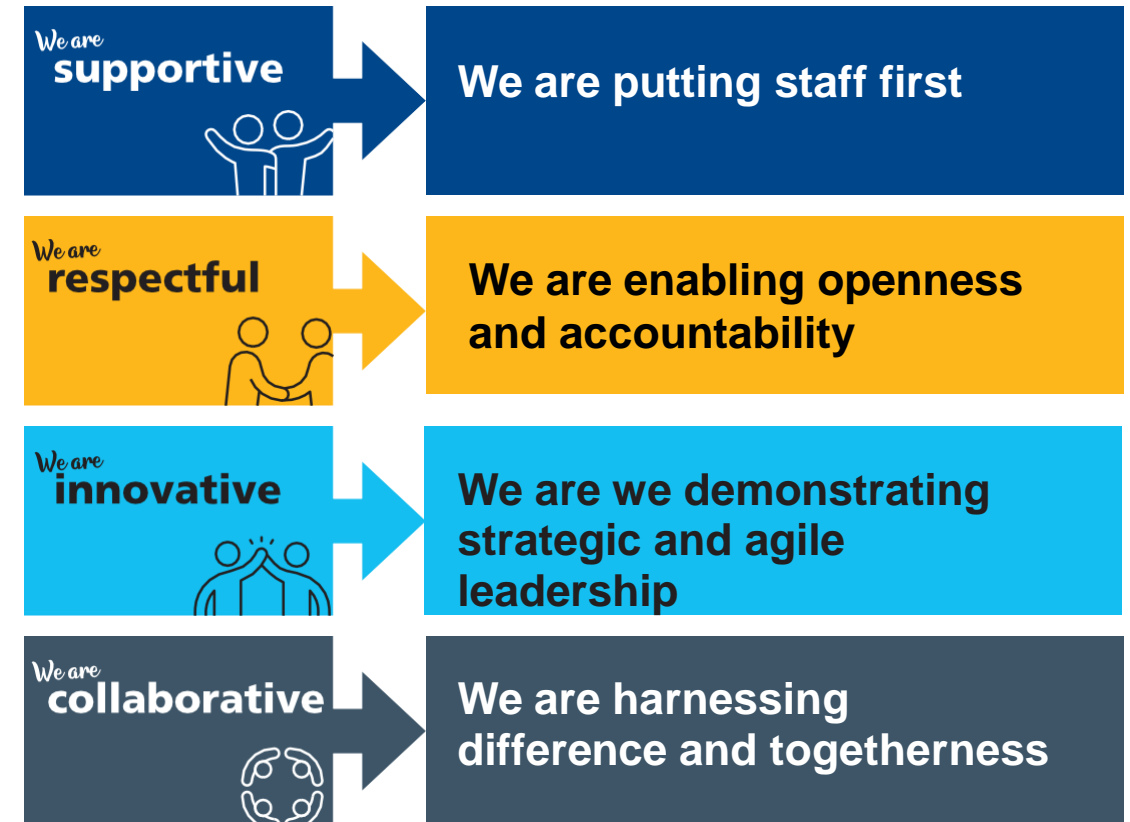 We are
supportive
We are putting staff first
We are
respectful
We are enabling openness
and accountability
We are
innovative
We are we demonstrating
strategic and agile
leadership
We are
collaborative
We are harnessing
difference and togetherness